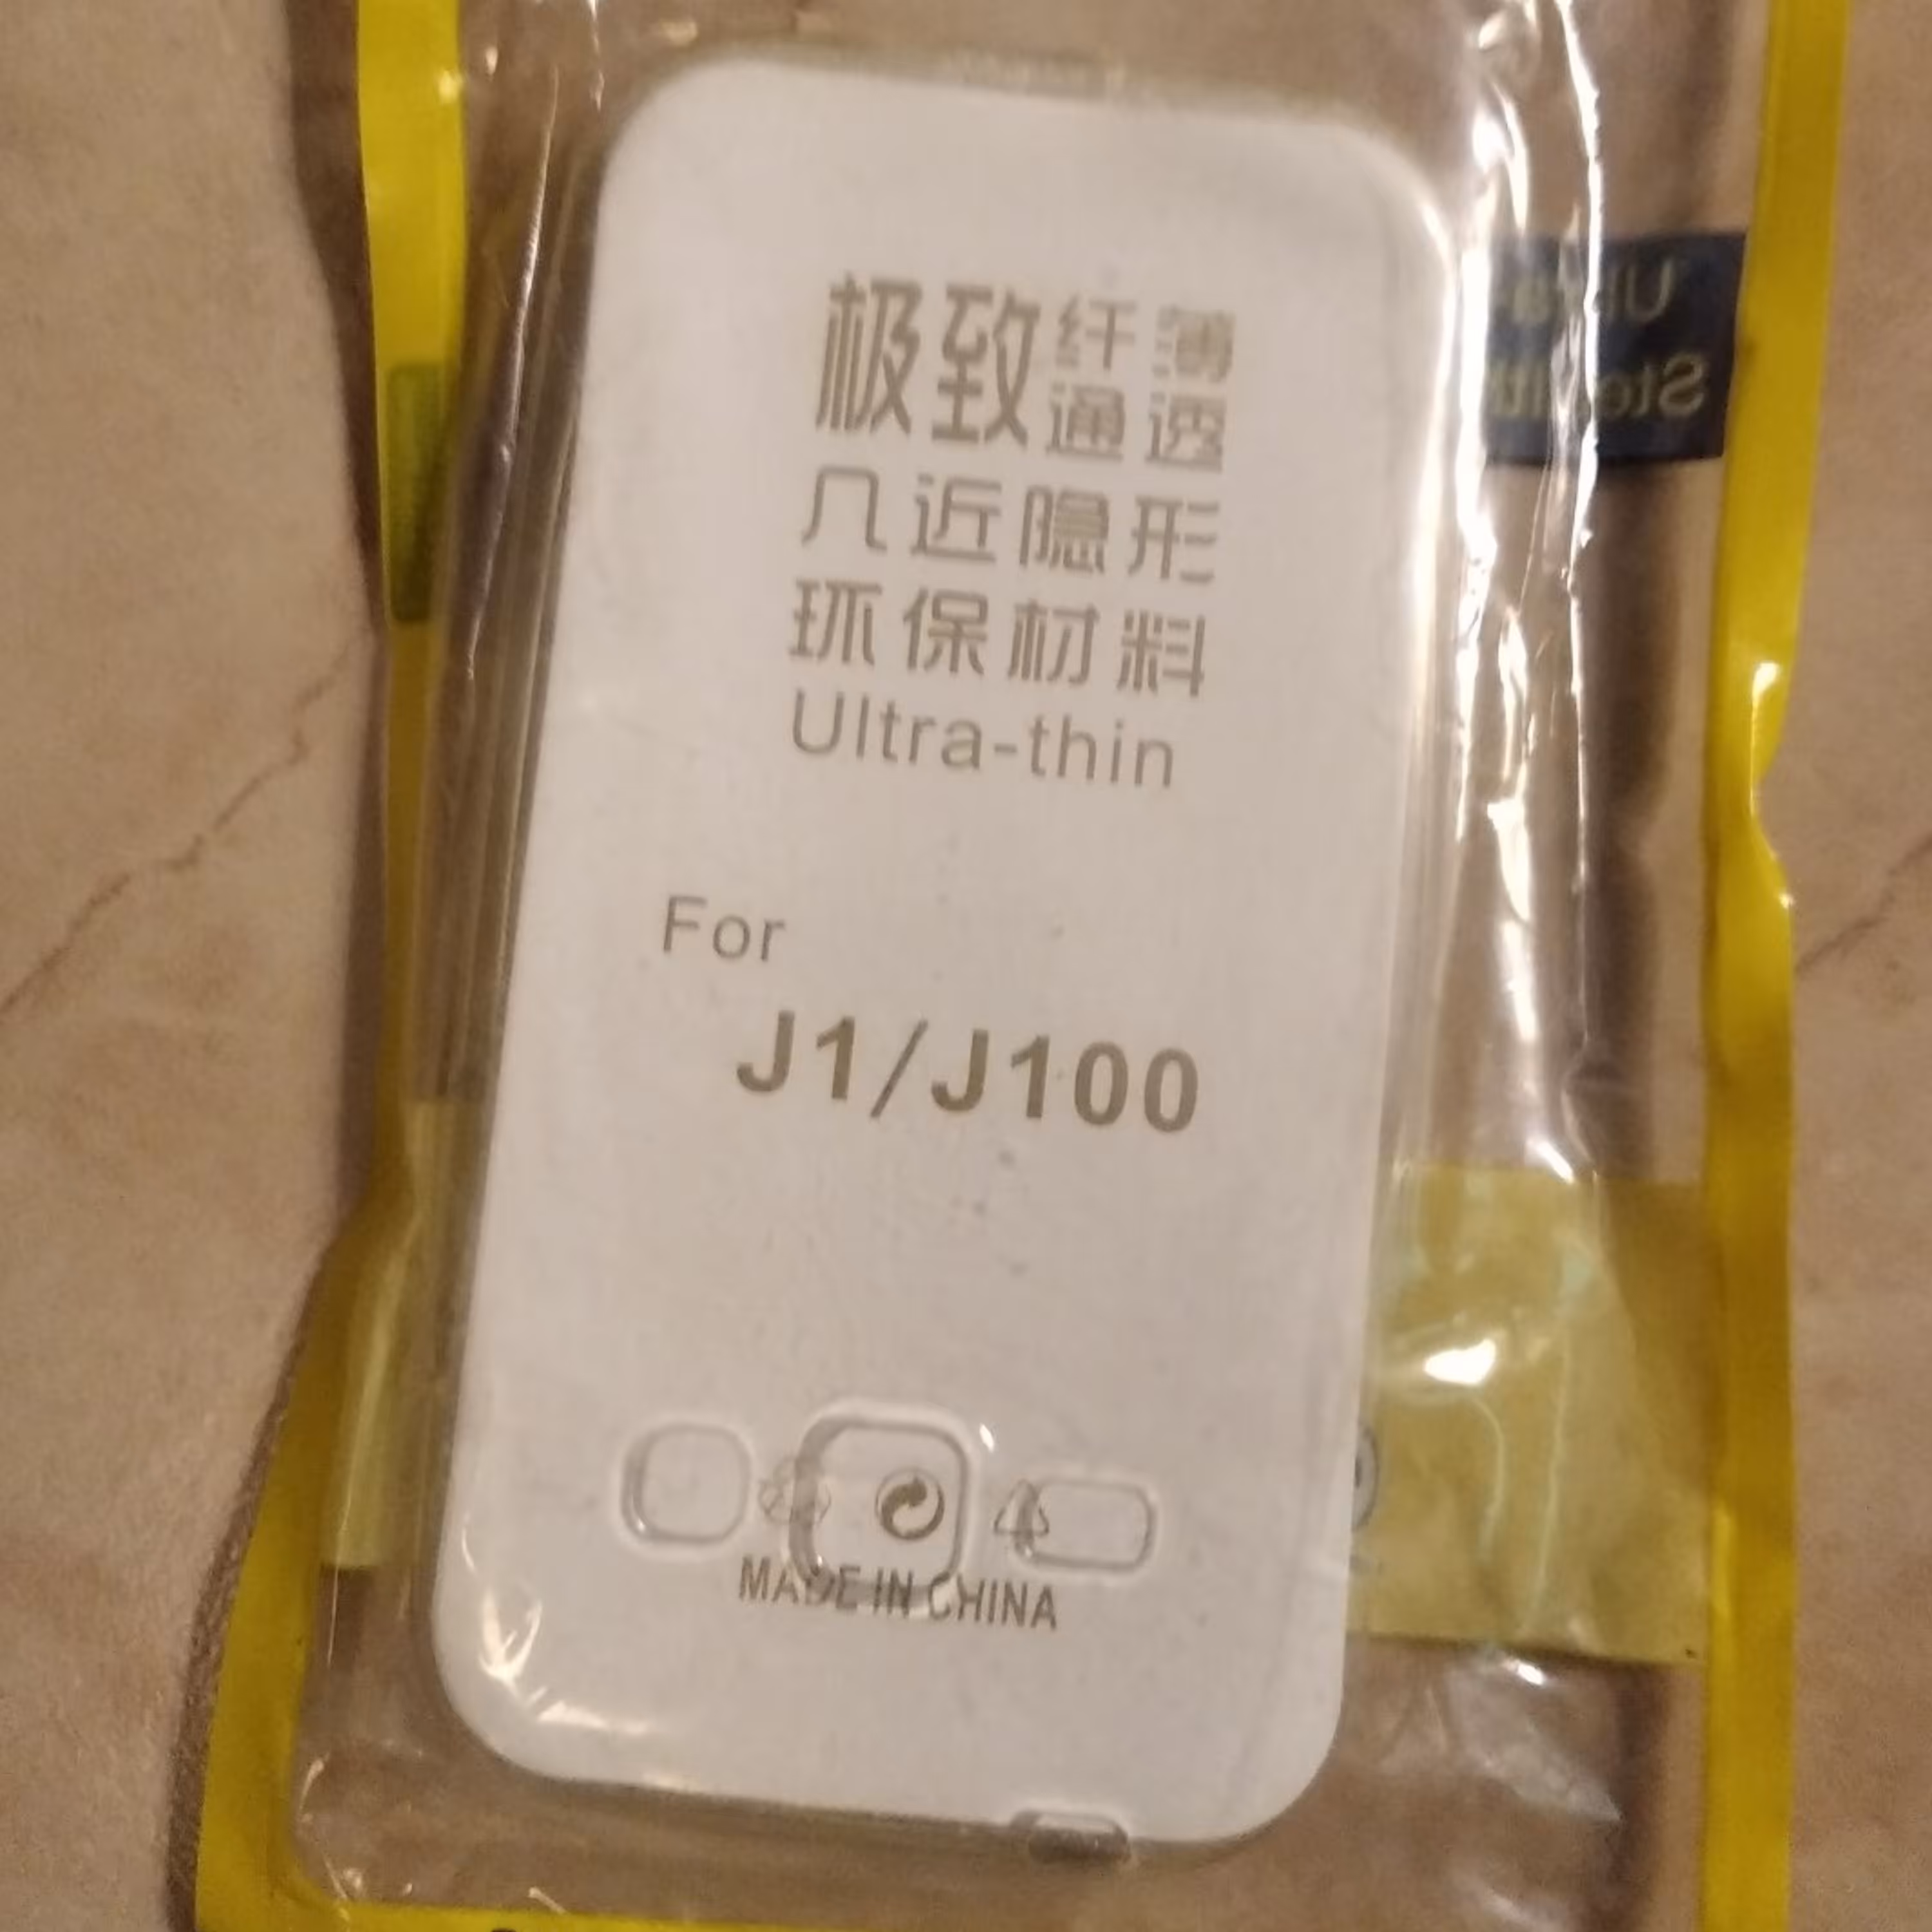 极致纤薄
通透
几近隐形
环保材料
Ultra-thin
For
J1/J100
MADE IN CHINA
Ultra